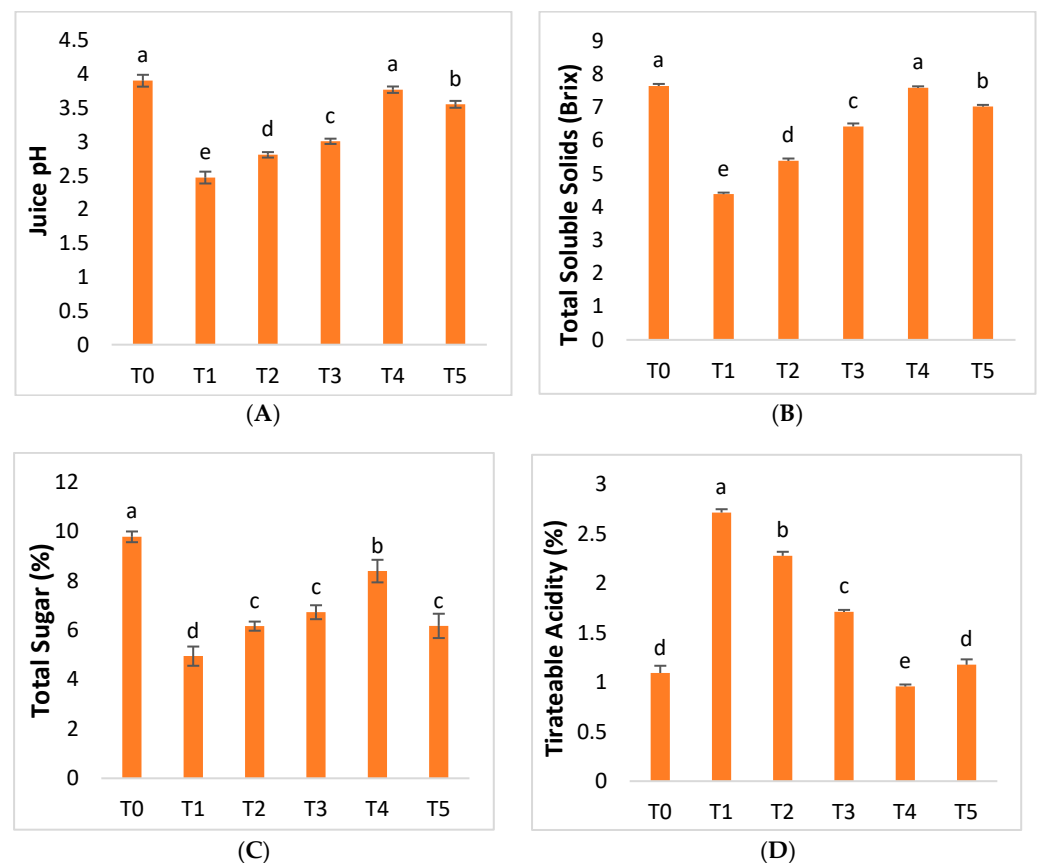 Juice pH
4.5
4
3.5
3
2.5
2
1.5
1
0.5
0
a
e
d
c
a
b
T0 T1 T2 T3 T4 T5
(A)
Total Soluble Solids (Brix)
9
8
7
6
5
4
3
2
1
0
a
e
d
c
a
b
T0 T1 T2 T3 T4 T5
(B)
Total Sugar (%)
12
10
8
6
4
2
0
a
d
c
c
b
c
T0 T1 T2 T3 T4 T5
(C)
Tirateable Acidity (%)
3
2.5
2
1.5
1
0.5
0
d
a
b
c
e
d
T0 T1 T2 T3 T4 T5
(D)